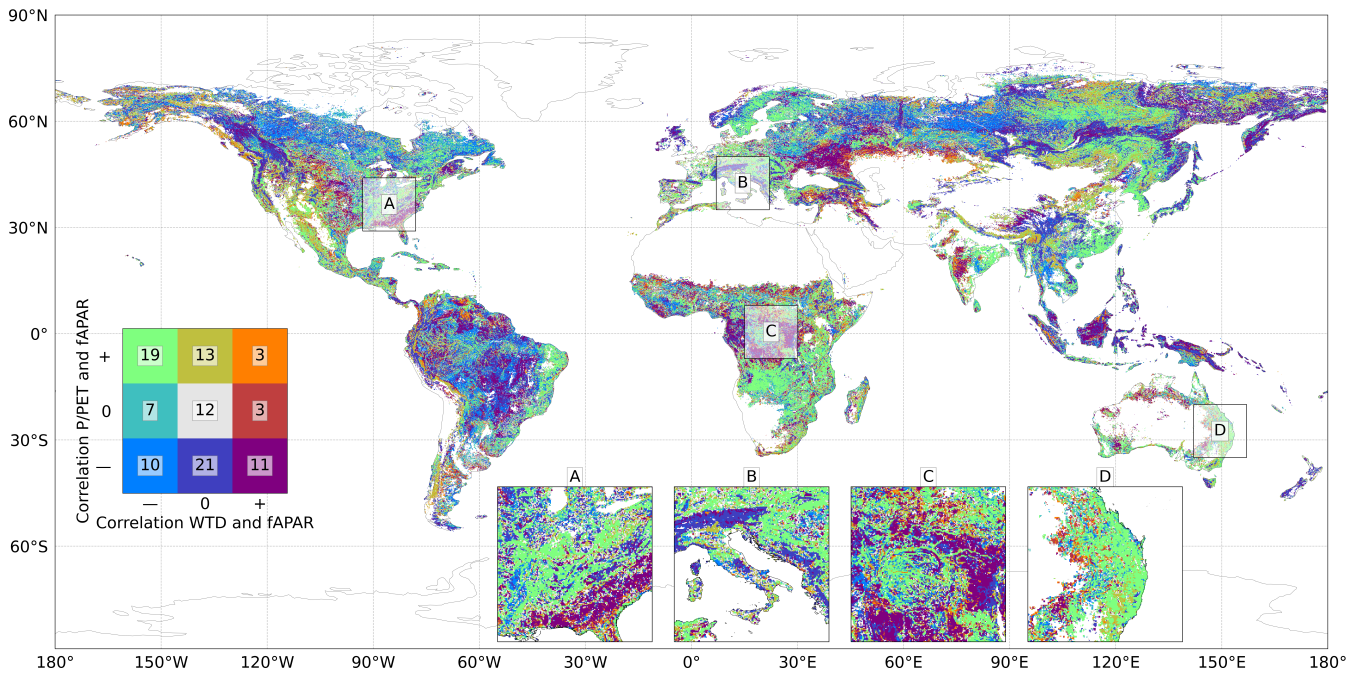 90°N
60°N
30°N
0°
30°S
60°S
A
B
C
D
Correlation P/PET and fAPAR
+
0
—
19
13
3
7
12
3
10
21
11
—
0
+
Correlation WTD and fAPAR
A
B
C
D
180°
150°W
120°W
90°W
60°W
30°W
0°
30°E
60°E
90°E
120°E
150°E
180°